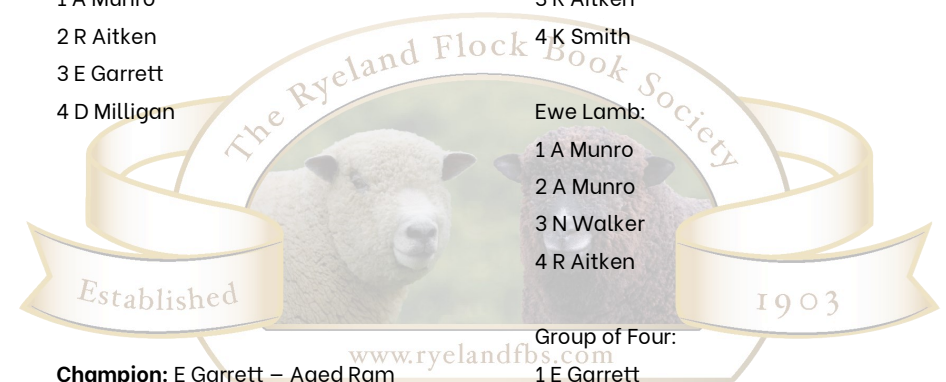 1 A Munro
2 R Aitken
3 E Garrett
4 D Milligan
Champion: E Garrett – Aged Ram
3 R Aitken
4 K Smith
Ewe Lamb:
1 A Munro
2 A Munro
3 N Walker
4 R Aitken
Group of Four:
1 E Garrett
The Ryeland Flock Book Society
Established
1903
www.ryelandfbs.com